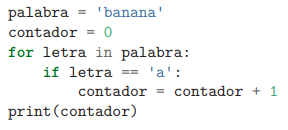 palabra = 'banana'
contador = 0
for letra in palabra:
    if letra == 'a':
        contador = contador + 1
print(contador)